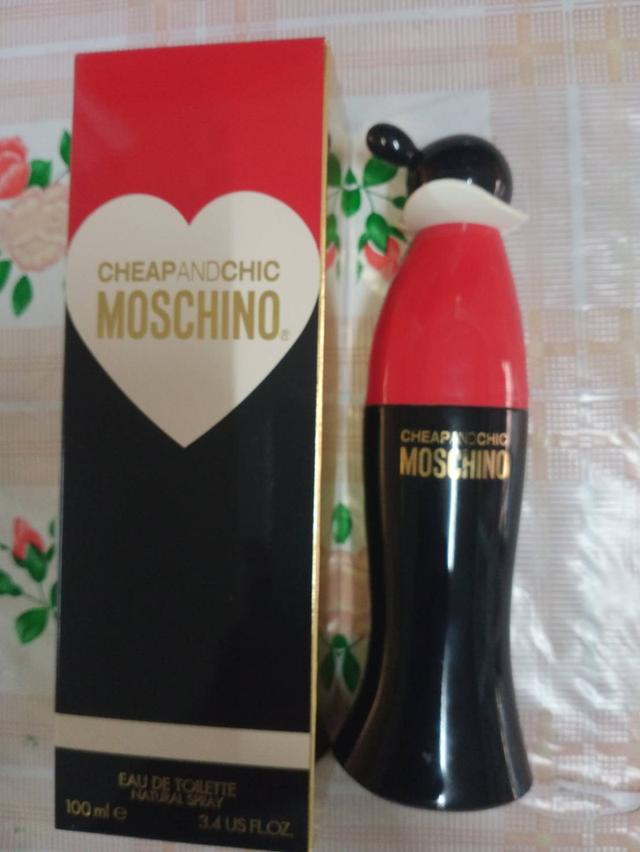 CHEAPANDCHIC
MOSCHINO®
EAU DE TOILETTE
NATURAL SPRAY
100 ml e
3.4 US FL.OZ.
CHEAPANDCHIC
MOSCHINO